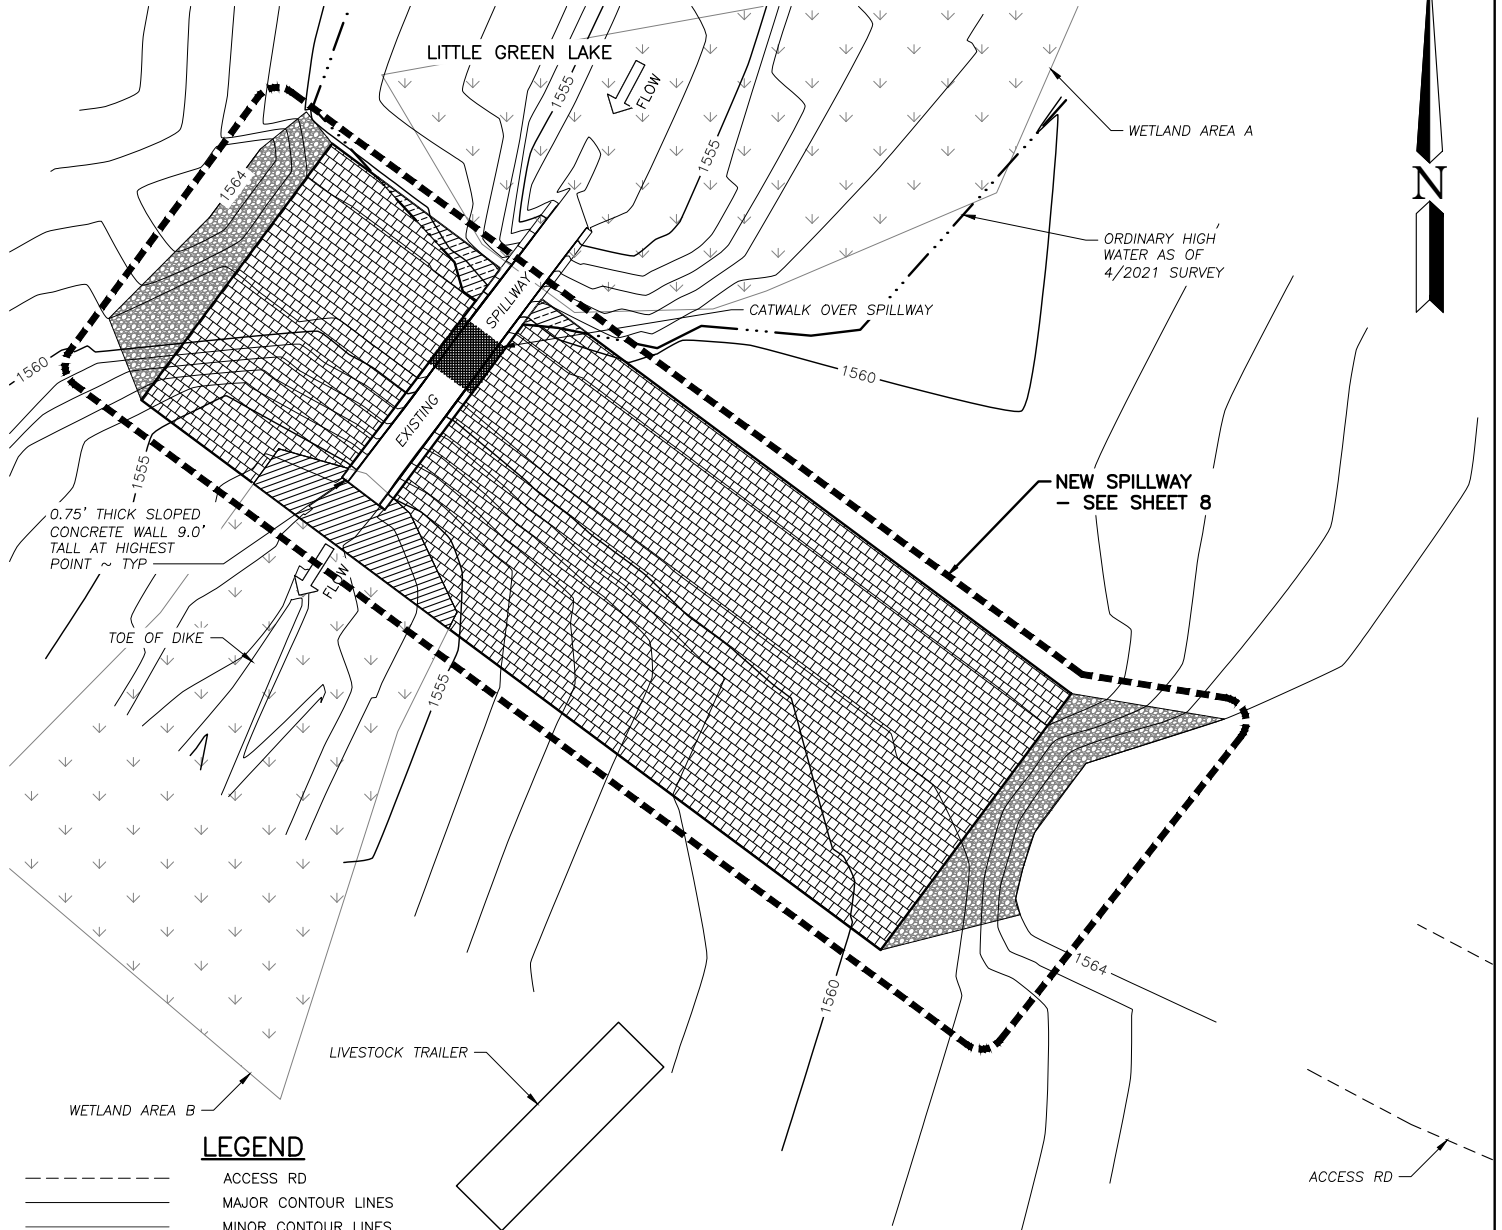 LITTLE GREEN LAKE
1555
FLOW
1555
WETLAND AREA A
N
1564
ORDINARY HIGH
WATER AS OF
4/2021 SURVEY
SPILLWAY
CATWALK OVER SPILLWAY
1560
1560
EXISTING
1555
NEW SPILLWAY
- SEE SHEET 8
0.75' THICK SLOPED
CONCRETE WALL 9.0'
TALL AT HIGHEST
POINT ~ TYP
FLOW
TOE OF DIKE
1555
1564
1560
LIVESTOCK TRAILER
WETLAND AREA B
LEGEND
ACCESS RD
ACCESS RD
MAJOR CONTOUR LINES
MINOR CONTOUR LINES